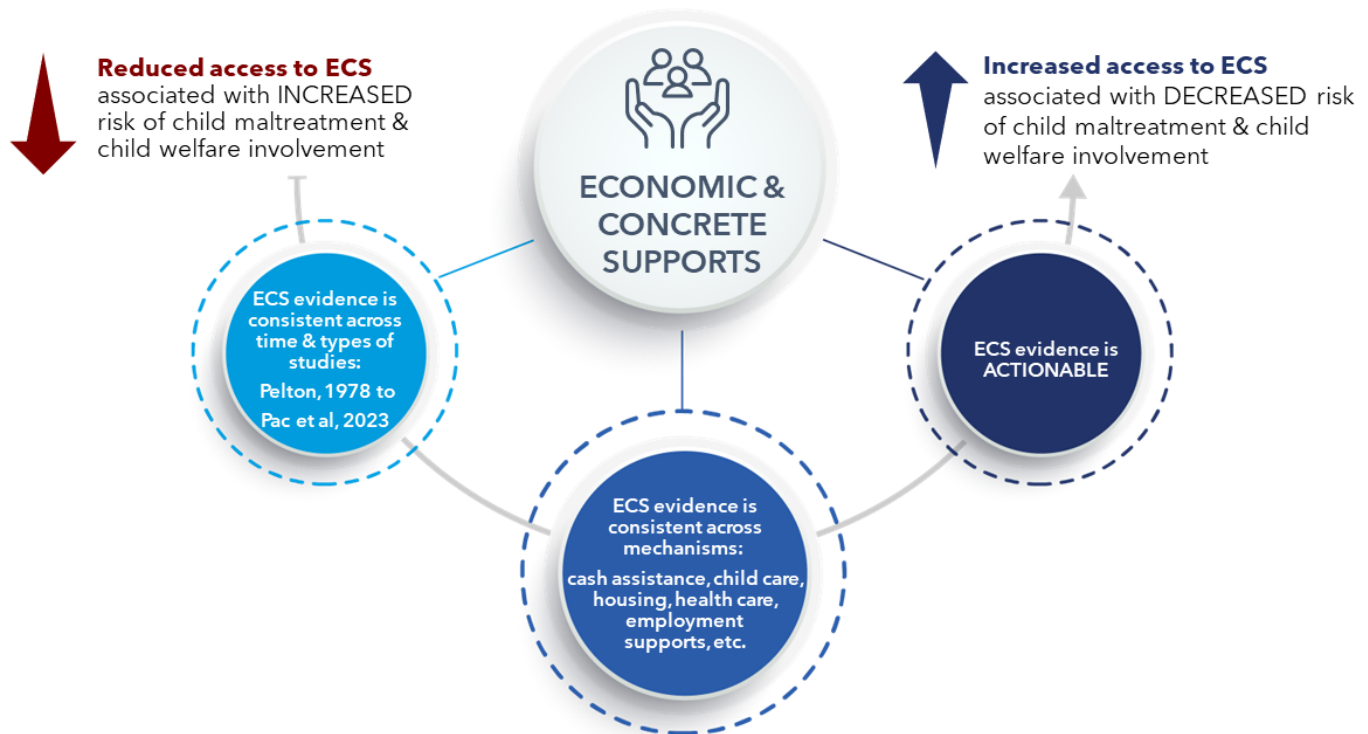 Reduced access to ECS
associated with INCREASED
risk of child maltreatment &
child welfare involvement
ECONOMIC &
CONCRETE
SUPPORTS
Increased access to ECS
associated with DECREASED risk
of child maltreatment & child
welfare involvement
ECS evidence is
consistent across
time & types of
studies:
Pelton, 1978 to
Pac et al, 2023
ECS evidence is
consistent across
mechanisms:
cash assistance, child care,
housing, health care,
employment
supports, etc.
ECS evidence is
ACTIONABLE